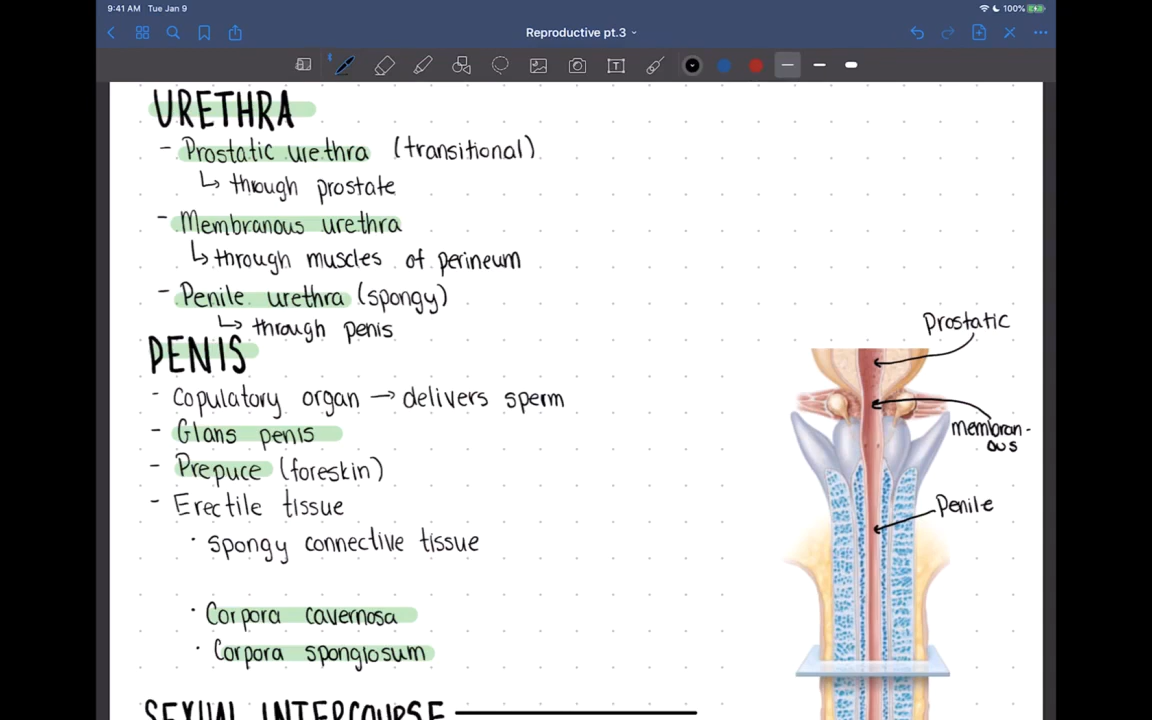 9:41 AM Tue Jan 9
100%
Reproductive pt.3
URETHRA
- Prostatic urethra (transitional)
↳ through prostate
- Membranous urethra
↳ through muscles of perineum
- Penile urethra (spongy)
↳ through penis
PENIS
- Copulatory organ → delivers sperm
- Glans penis
- Prepuce (foreskin)
- Erectile tissue
· spongy connective tissue
· Corpora cavernosa
· Corpora spongiosum
SEXUAL INTERCOURSE
Prostatic
membran-
ous
Penile